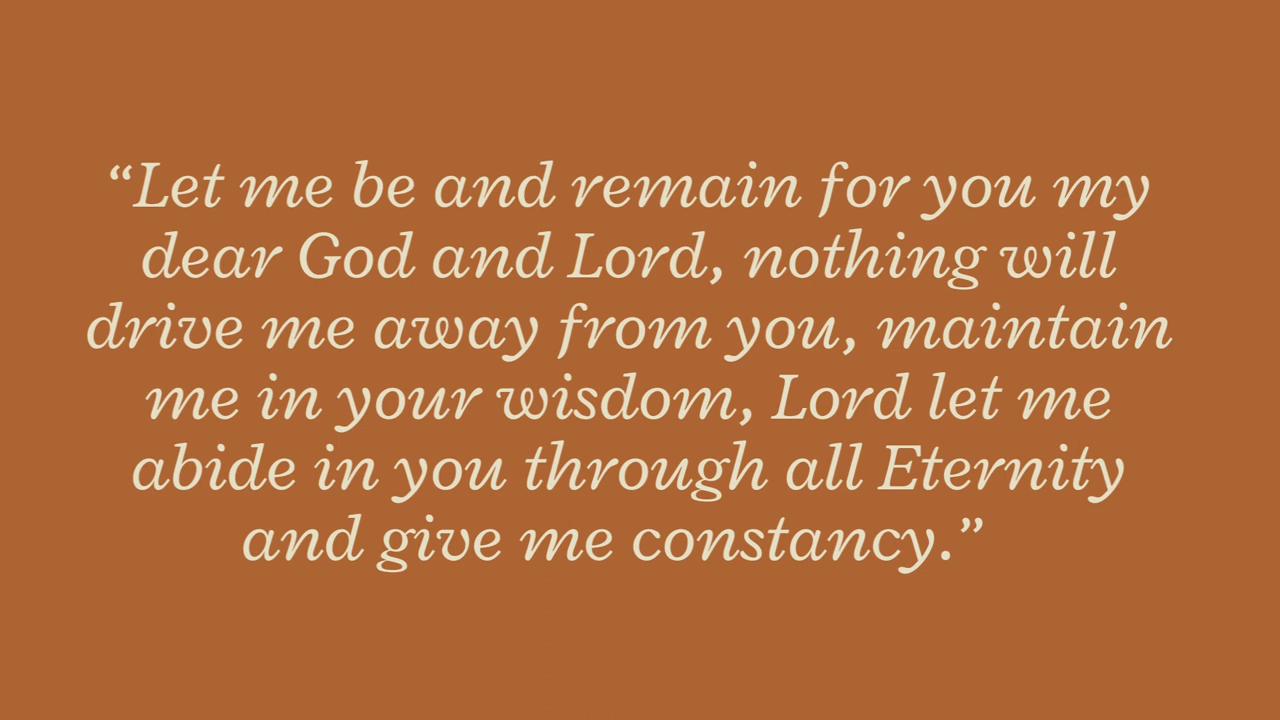 “Let me be and remain for you my
dear God and Lord, nothing will
drive me away from you, maintain
me in your wisdom, Lord let me
abide in you through all Eternity
and give me constancy.”